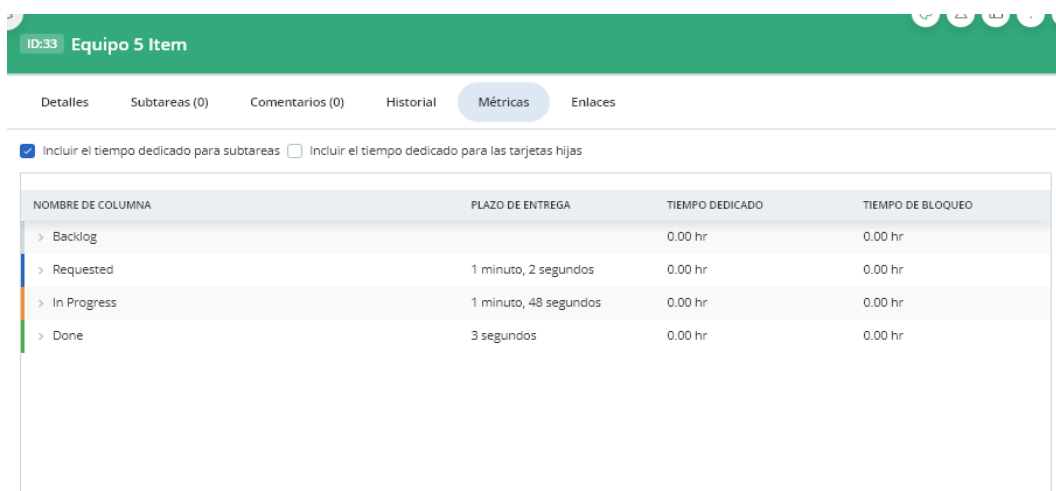 ID:33 Equipo 5 Item
Detalles Subtareas (0) Comentarios (0) Historial Métricas Enlaces
Incluir el tiempo dedicado para subtareas Incluir el tiempo dedicado para las tarjetas hijas
NOMBRE DE COLUMNA PLAZO DE ENTREGA TIEMPO DEDICADO TIEMPO DE BLOQUEO
Backlog 0.00 hr 0.00 hr
Requested 1 minuto, 2 segundos 0.00 hr 0.00 hr
In Progress 1 minuto, 48 segundos 0.00 hr 0.00 hr
Done 3 segundos 0.00 hr 0.00 hr